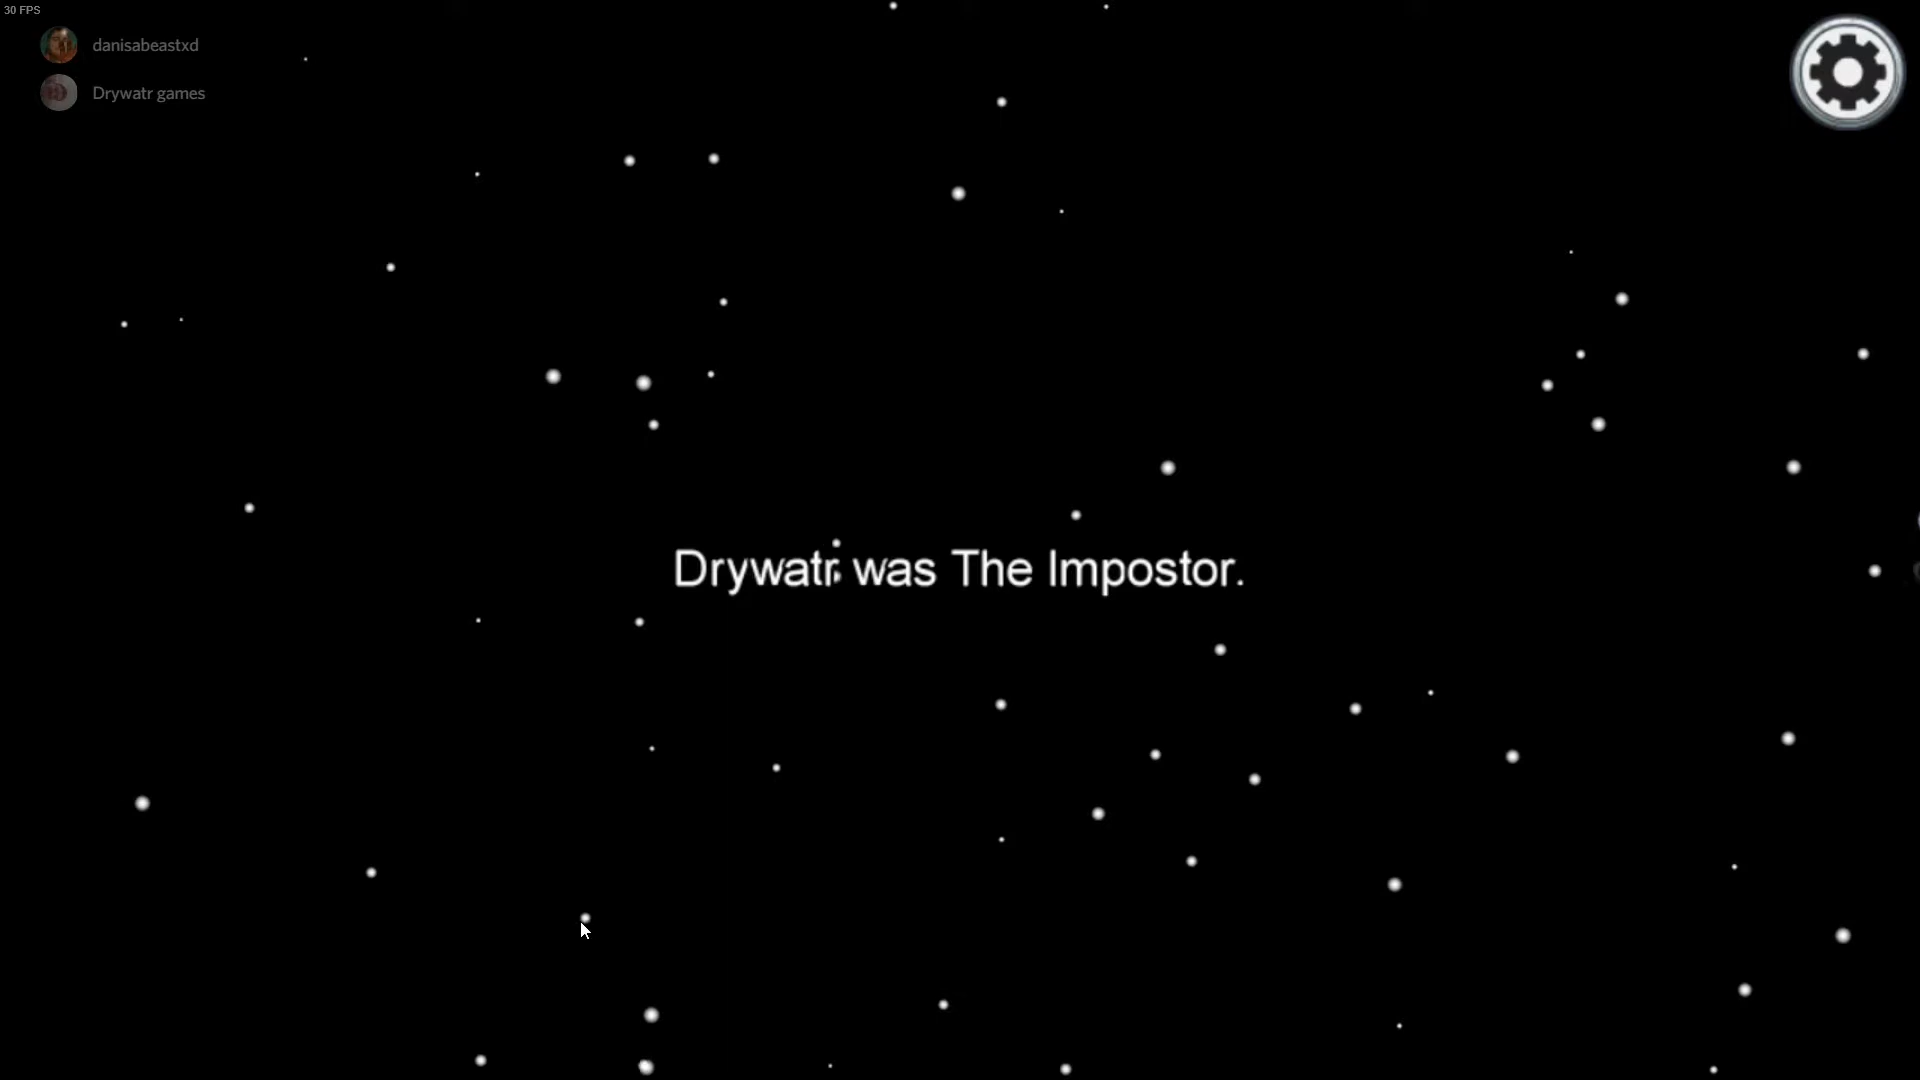 30 FPS
danisabeastxd
Drywatr games
Drywatr was The Impostor.